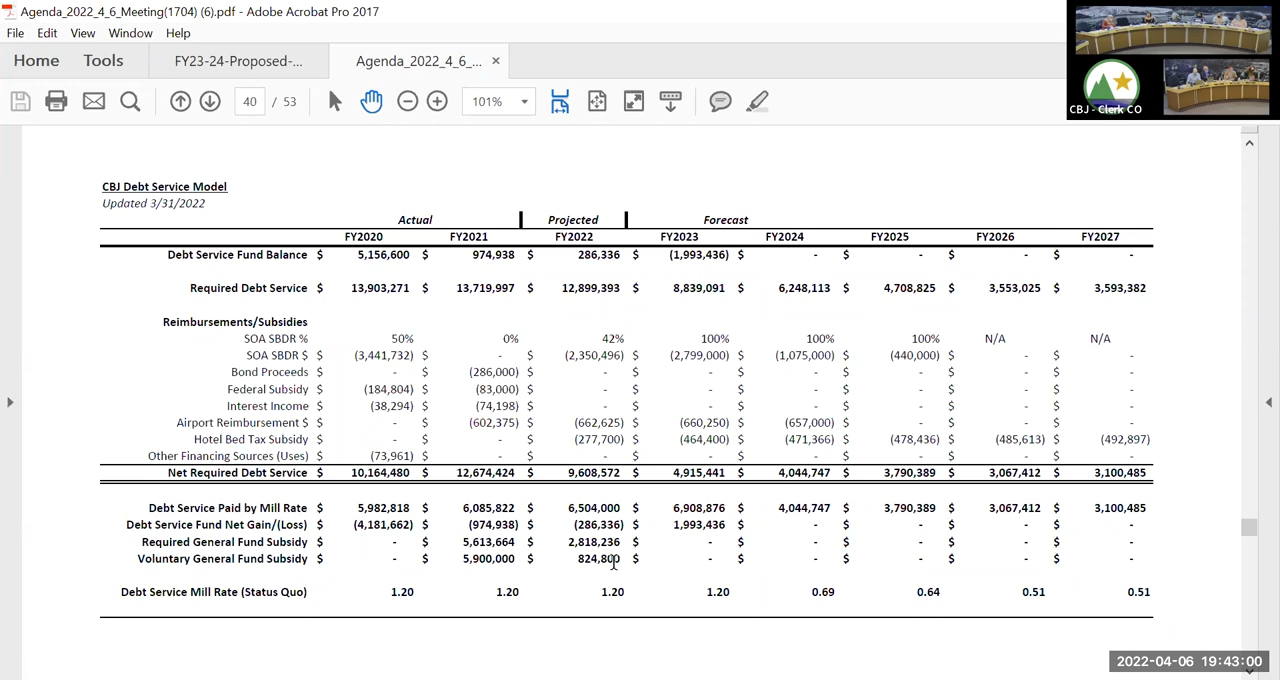 Agenda_2022_4_6_Meeting(1704) (6).pdf - Adobe Acrobat Pro 2017
File Edit View Window Help
Home Tools FY23-24-Proposed-... Agenda_2022_4_6_... ×
40 / 53 101%
CBJ - Clerk CO
CBJ Debt Service Model
Updated 3/31/2022
Actual Projected Forecast
FY2020 FY2021 FY2022 FY2023 FY2024 FY2025 FY2026 FY2027
Debt Service Fund Balance $ 5,156,600 $ 974,938 $ 286,336 $ (1,993,436) $ - $ - $ - $ -
Required Debt Service $ 13,903,271 $ 13,719,997 $ 12,899,393 $ 8,839,091 $ 6,248,113 $ 4,708,825 $ 3,553,025 $ 3,593,382
Reimbursements/Subsidies
SOA SBDR % 50% 0% 42% 100% 100% 100% N/A N/A
SOA SBDR $ $ (3,441,732) $ - $ (2,350,496) $ (2,799,000) $ (1,075,000) $ (440,000) $ - $ -
Bond Proceeds $ - $ (286,000) $ - $ - $ - $ - $ - $ -
Federal Subsidy $ (184,804) $ (83,000) $ - $ - $ - $ - $ - $ -
Interest Income $ (38,294) $ (74,198) $ - $ - $ - $ - $ - $ -
Airport Reimbursement $ $ - $ (602,375) $ (662,625) $ (660,250) $ (657,000) $ - $ - $ -
Hotel Bed Tax Subsidy $ - $ - $ (277,700) $ (464,400) $ (471,366) $ (478,436) $ (485,613) $ (492,897)
Other Financing Sources (Uses) $ (73,961) $ - $ - $ - $ - $ - $ - $ -
Net Required Debt Service $ 10,164,480 $ 12,674,424 $ 9,608,572 $ 4,915,441 $ 4,044,747 $ 3,790,389 $ 3,067,412 $ 3,100,485
Debt Service Paid by Mill Rate $ 5,982,818 $ 6,085,822 $ 6,504,000 $ 6,908,876 $ 4,044,747 $ 3,790,389 $ 3,067,412 $ 3,100,485
Debt Service Fund Net Gain/(Loss) $ (4,181,662) $ (974,938) $ (286,336) $ 1,993,436 $ - $ - $ - $ -
Required General Fund Subsidy $ - $ 5,613,664 $ 2,818,236 $ - $ - $ - $ - $ -
Voluntary General Fund Subsidy $ - $ 5,900,000 $ 824,800 $ - $ - $ - $ - $ -
Debt Service Mill Rate (Status Quo) 1.20 1.20 1.20 1.20 0.69 0.64 0.51 0.51
2022-04-06 19:43:00